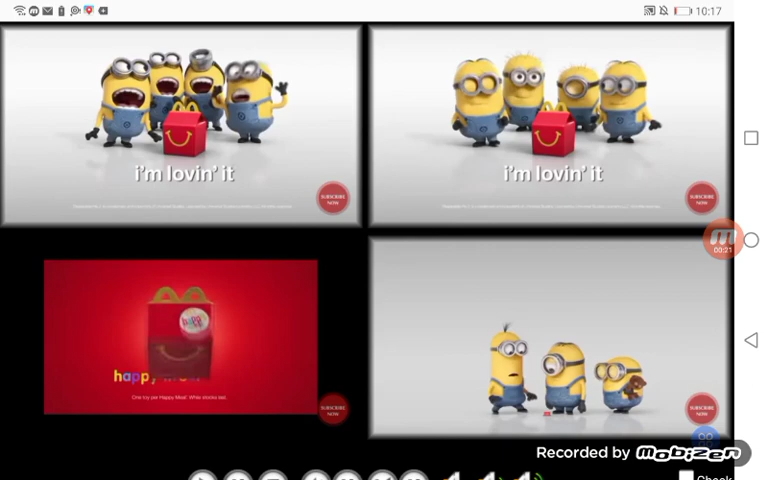 10:17
i'm lovin' it
SUBSCRIBE
NOW
i'm lovin' it
SUBSCRIBE
NOW
00:21
happy
One toy per Happy Meal. While stocks last.
SUBSCRIBE
NOW
SUBSCRIBE
NOW
Recorded by Mobizen
Check